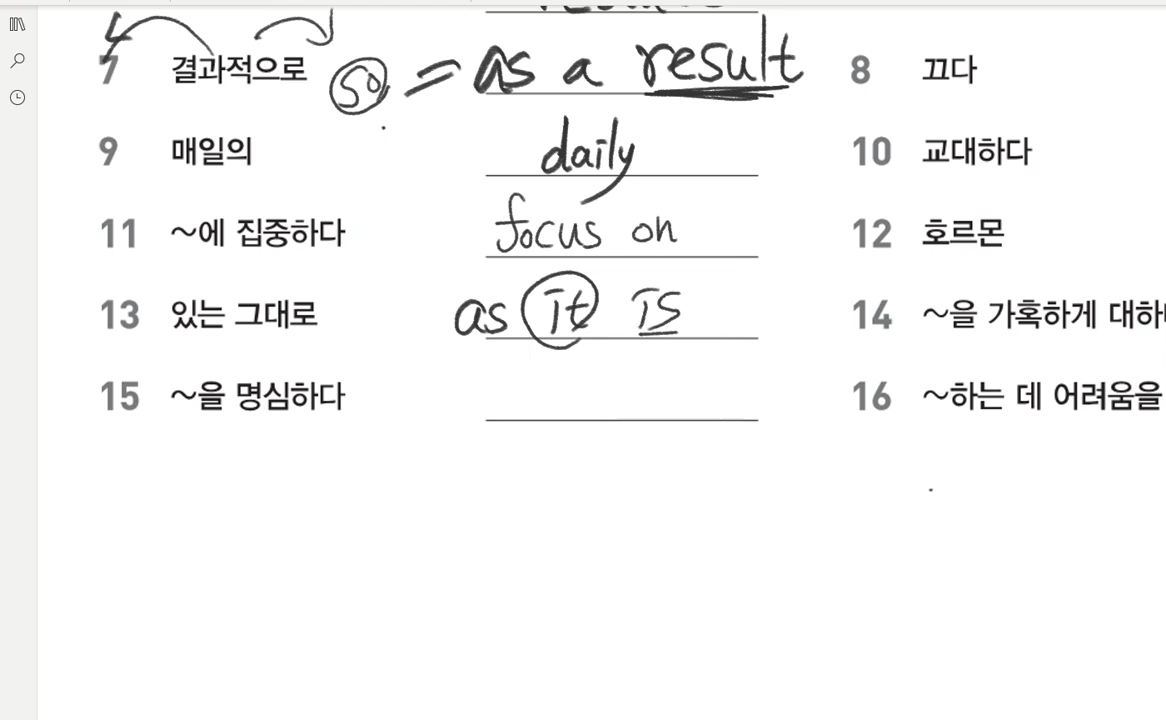 7 결과적으로 so = as a result 8 끄다
9 매일의 daily 10 교대하다
11 ~에 집중하다 focus on 12 호르몬
13 있는 그대로 as it is 14 ~을 가혹하게 대하
15 ~을 명심하다 16 ~하는 데 어려움을